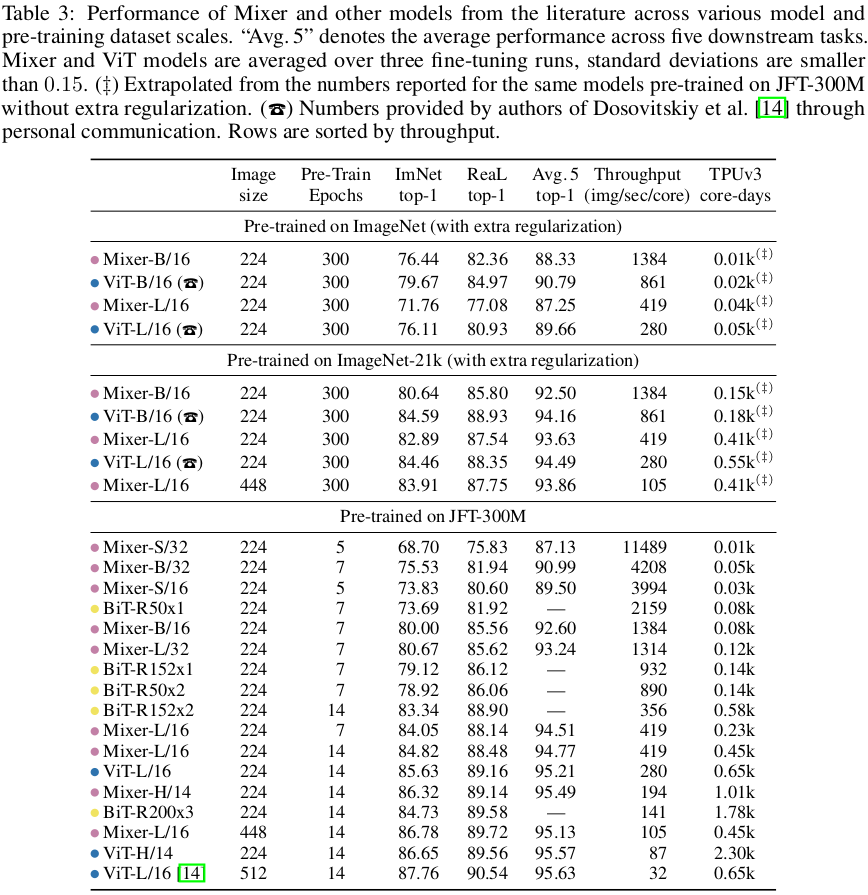 Table 3: Performance of Mixer and other models from the literature across various model and
pre-training dataset scales. “Avg. 5” denotes the average performance across five downstream tasks.
Mixer and ViT models are averaged over three fine-tuning runs, standard deviations are smaller
than 0.15. (‡) Extrapolated from the numbers reported for the same models pre-trained on JFT-300M
without extra regularization. (☎) Numbers provided by authors of Dosovitskiy et al. [14] through
personal communication. Rows are sorted by throughput.
Image Pre-Train ImNet ReaL Avg. 5 Throughput TPUv3
size Epochs top-1 top-1 top-1 (img/sec/core) core-days
Pre-trained on ImageNet (with extra regularization)
Mixer-B/16 224 300 76.44 82.36 88.33 1384 0.01k(‡)
ViT-B/16 (☎) 224 300 79.67 84.97 90.79 861 0.02k(‡)
Mixer-L/16 224 300 71.76 77.08 87.25 419 0.04k(‡)
ViT-L/16 (☎) 224 300 76.11 80.93 89.66 280 0.05k(‡)
Pre-trained on ImageNet-21k (with extra regularization)
Mixer-B/16 224 300 80.64 85.80 92.50 1384 0.15k(‡)
ViT-B/16 (☎) 224 300 84.59 88.93 94.16 861 0.18k(‡)
Mixer-L/16 224 300 82.89 87.54 93.63 419 0.41k(‡)
ViT-L/16 (☎) 224 300 84.46 88.35 94.49 280 0.55k(‡)
Mixer-L/16 448 300 83.91 87.75 93.86 105 0.41k(‡)
Pre-trained on JFT-300M
Mixer-S/32 224 5 68.70 75.83 87.13 11489 0.01k
Mixer-B/32 224 7 75.53 81.94 90.99 4208 0.05k
Mixer-S/16 224 5 73.83 80.60 89.50 3994 0.03k
BiT-R50x1 224 7 73.69 81.92 — 2159 0.08k
Mixer-B/16 224 7 80.00 85.56 92.60 1384 0.08k
Mixer-L/32 224 7 80.67 85.62 93.24 1314 0.12k
BiT-R152x1 224 7 79.12 86.12 — 932 0.14k
BiT-R50x2 224 7 78.92 86.06 — 890 0.14k
BiT-R152x2 224 14 83.34 88.90 — 356 0.58k
Mixer-L/16 224 7 84.05 88.14 94.51 419 0.23k
Mixer-L/16 224 14 84.82 88.48 94.77 419 0.45k
ViT-L/16 224 14 85.63 89.16 95.21 280 0.65k
Mixer-H/14 224 14 86.32 89.14 95.49 194 1.01k
BiT-R200x3 224 14 84.73 89.58 — 141 1.78k
Mixer-L/16 448 14 86.78 89.72 95.13 105 0.45k
ViT-H/14 224 14 86.65 89.56 95.57 87 2.30k
ViT-L/16 [14] 512 14 87.76 90.54 95.63 32 0.65k